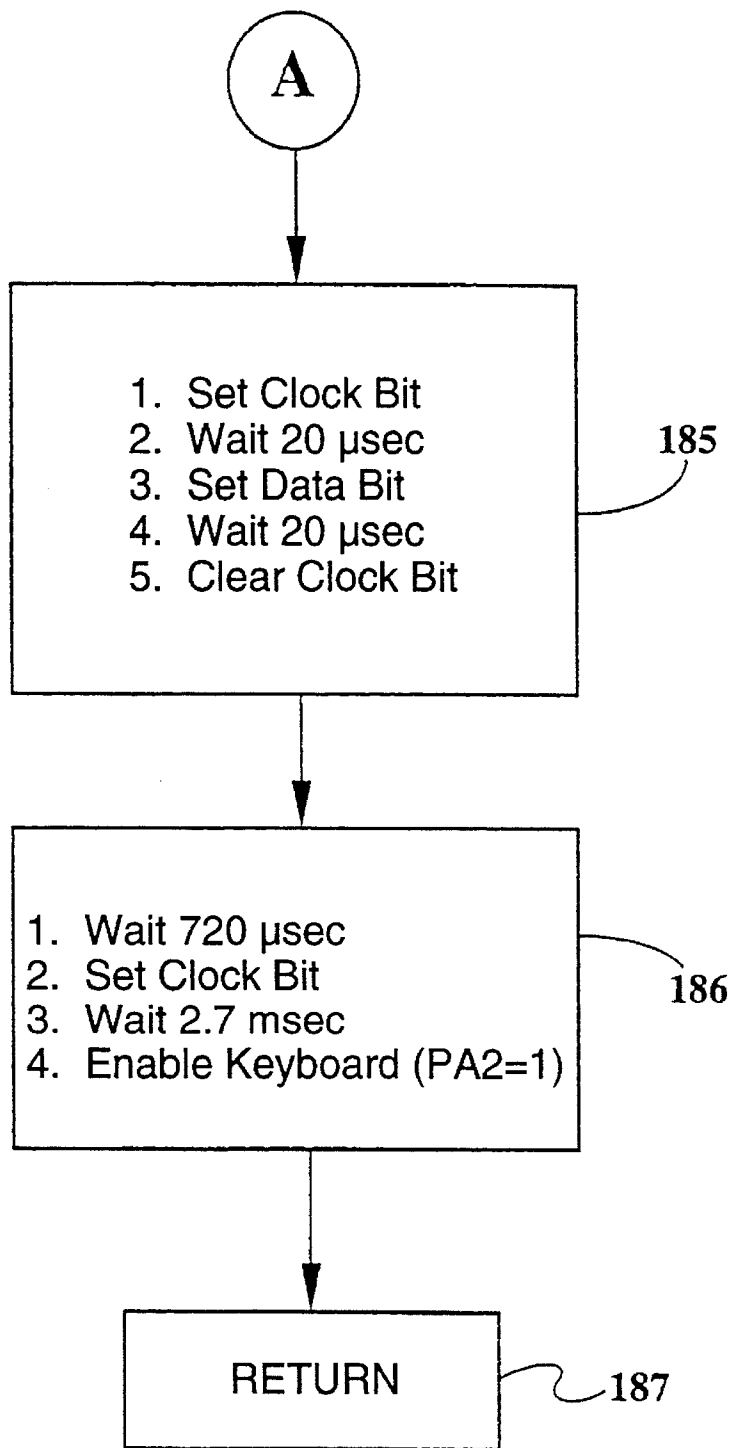 A
1. Set Clock Bit
2. Wait 20 µsec
3. Set Data Bit
4. Wait 20 µsec
5. Clear Clock Bit
185
1. Wait 720 µsec
2. Set Clock Bit
3. Wait 2.7 msec
4. Enable Keyboard (PA2=1)
186
RETURN
187